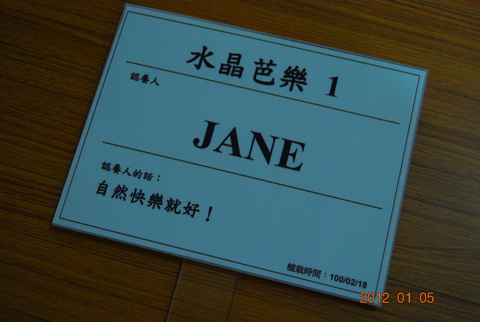 水晶芭樂 1
認養人
JANE
認養人的話：
自然快樂就好！
植栽時間：100/02/18
2012 01 05